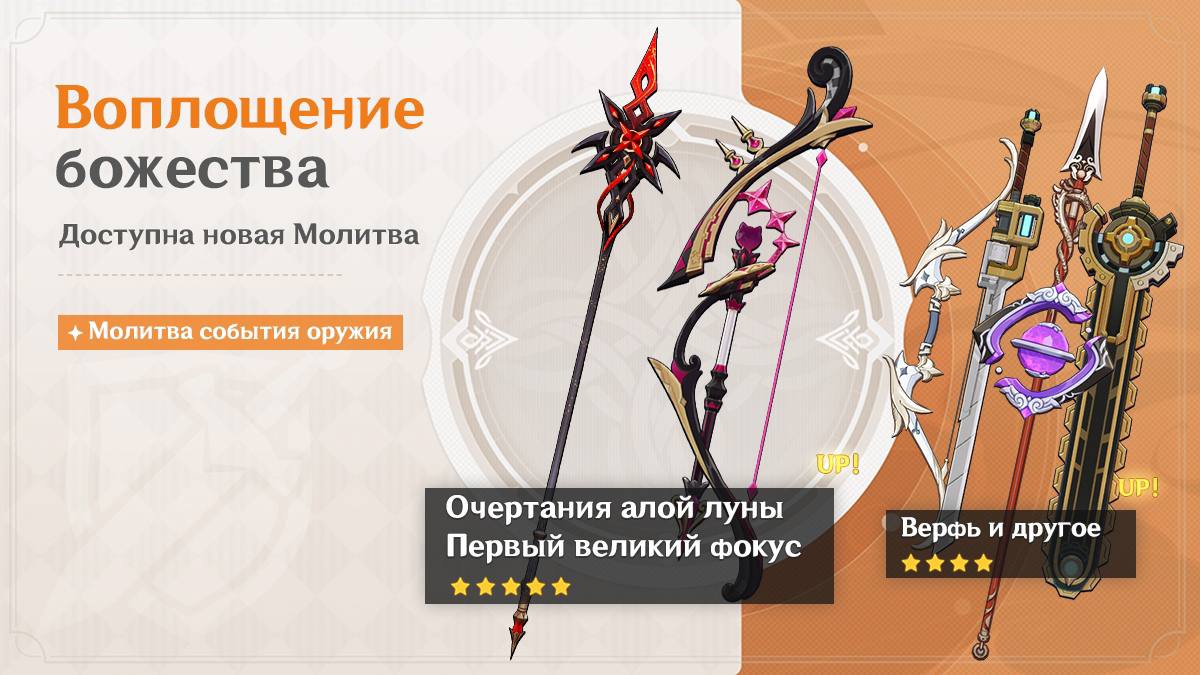 Воплощение
божества
Доступна новая Молитва
Молитва события оружия
UP!
Очертания алой луны
Первый великий фокус
UP!
Верфь и другое